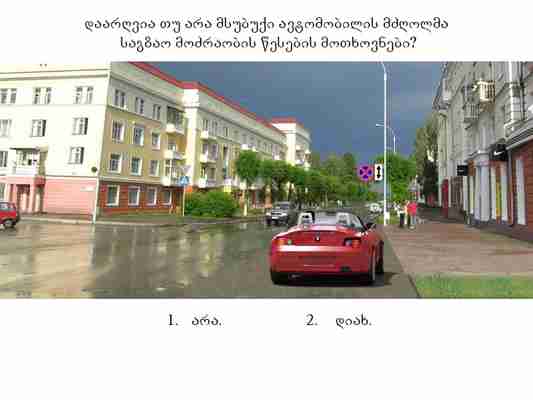 დაარღვია თუ არა მსუბუქი ავტომობილის მძღოლმა
საგზაო მოძრაობის წესების მოთხოვნები?
1. არა. 2. დიახ.